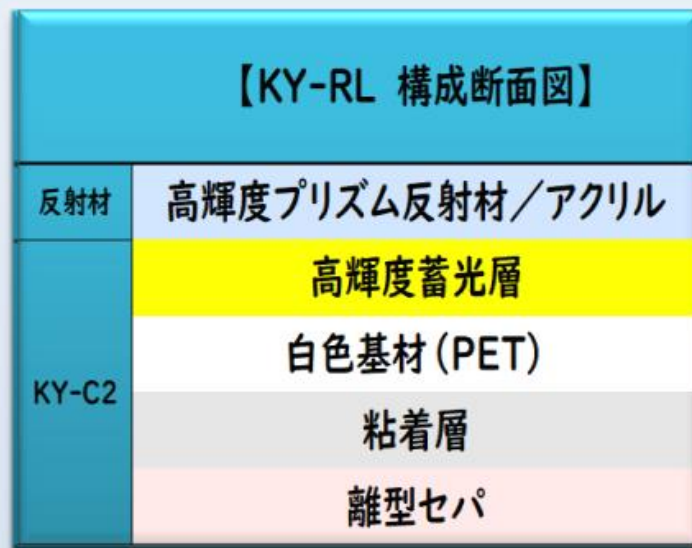 【KY-RL 構成断面図】
反射材
高輝度プリズム反射材／アクリル
KY-C2
高輝度蓄光層
白色基材(PET)
粘着層
離型セパ